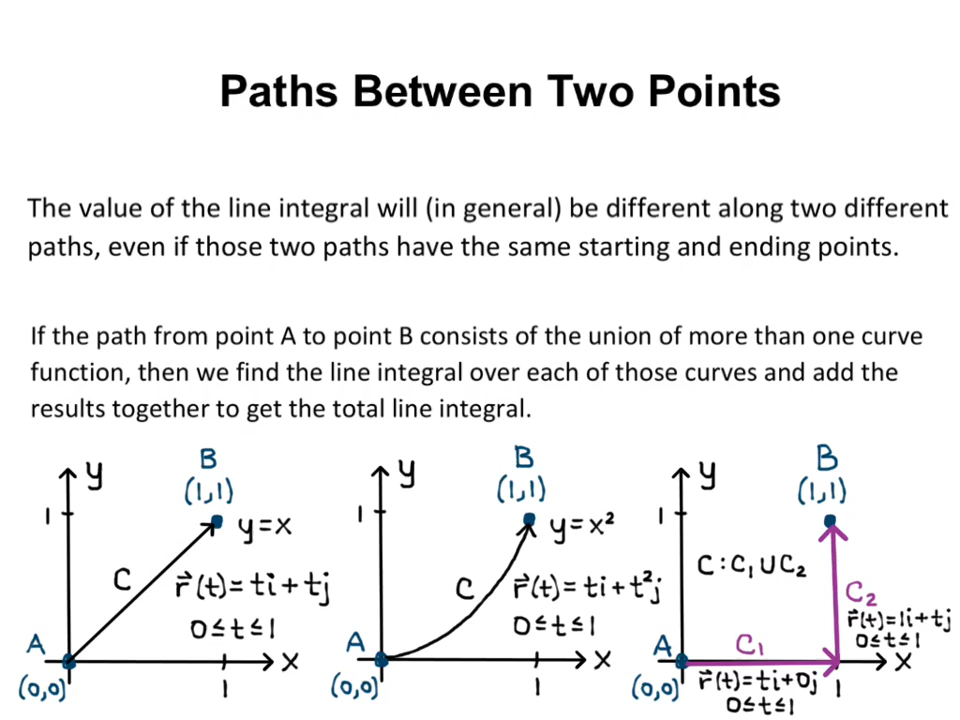 Paths Between Two Points
The value of the line integral will (in general) be different along two different
paths, even if those two paths have the same starting and ending points.
If the path from point A to point B consists of the union of more than one curve
function, then we find the line integral over each of those curves and add the
results together to get the total line integral.
y
B
(1,1)
1
y=x
C
r⃗(t)=ti+tj
0≤t≤1
A
(0,0)
1
x
y
B
(1,1)
1
y=x²
C
r⃗(t)=ti+t²j
0≤t≤1
A
(0,0)
1
x
y
B
(1,1)
1
C:C₁∪C₂
C₂
r⃗(t)=1i+tj
0≤t≤1
A
C₁
x
(0,0)
r⃗(t)=ti+0j
1
0≤t≤1